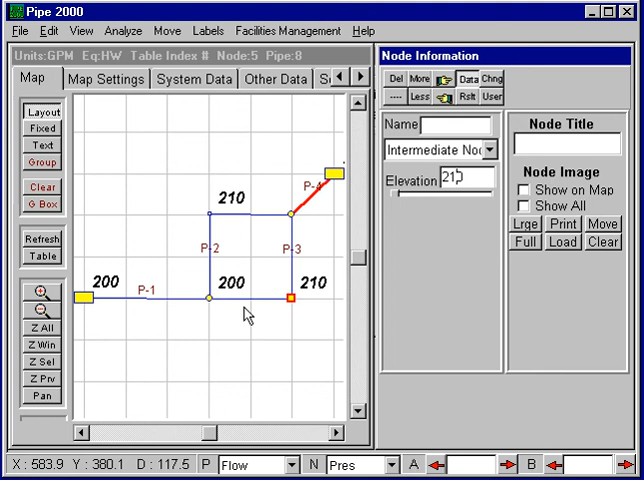 Pipe 2000
File Edit View Analyze Move Labels Facilities Management Help
Units:GPM Eq:HW Table Index # Node:5 Pipe:8
Map Map Settings System Data Other Data
Layout
Fixed
Text
Group
Clear
G Box
Refresh
Table
Z All
Z Win
Z Sel
Z Prv
Pan
210
P-4
P-2
P-3
200
P-1
200
210
Node Information
Del More Data Chng
---- Less Rslt User
Name
Intermediate Noc
Elevation
Node Title
Node Image
Show on Map
Show All
Lrge Print Move
Full Load Clear
X : 583.9 Y : 380.1 D : 117.5 P Flow N Pres A B